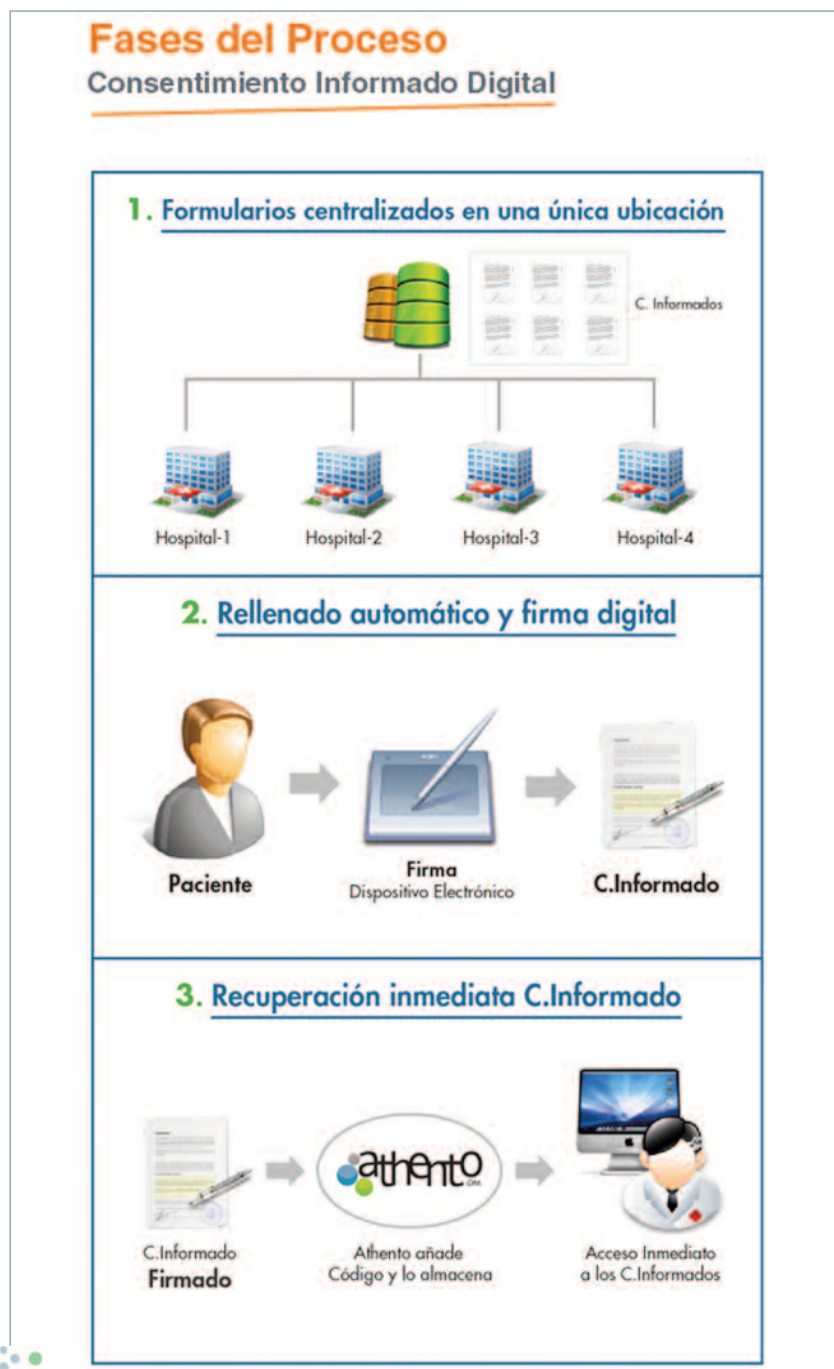 Fases del Proceso
Consentimiento Informado Digital
1. Formularios centralizados en una única ubicación
C. Informados
Hospital-1
Hospital-2
Hospital-3
Hospital-4
2. Rellenado automático y firma digital
Paciente
Firma
Dispositivo Electrónico
C.Informado
3. Recuperación inmediata C.Informado
athento
DM
C.Informado
Firmado
Athento añade
Código y lo almacena
Acceso Inmediato
a los C.Informados